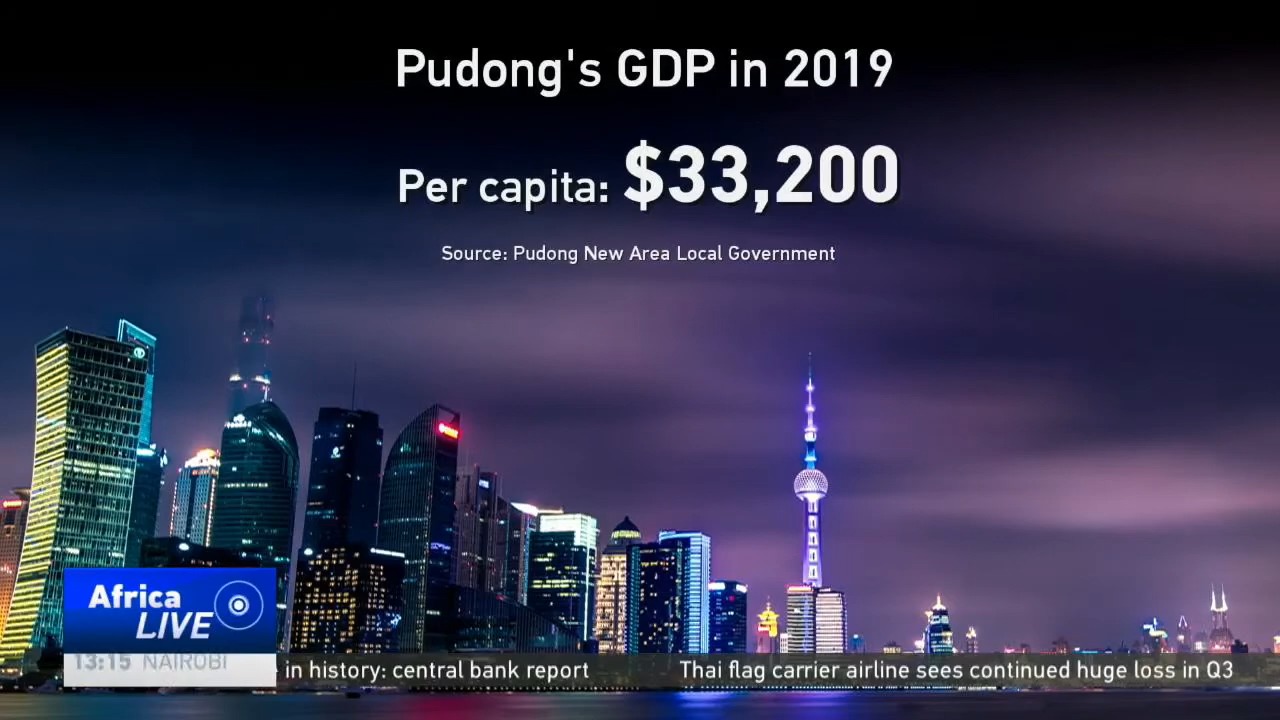 Pudong's GDP in 2019
Per capita: $33,200
Source: Pudong New Area Local Government
Africa
LIVE
13:15 NAIROBI
in history: central bank report
Thai flag carrier airline sees continued huge loss in Q3